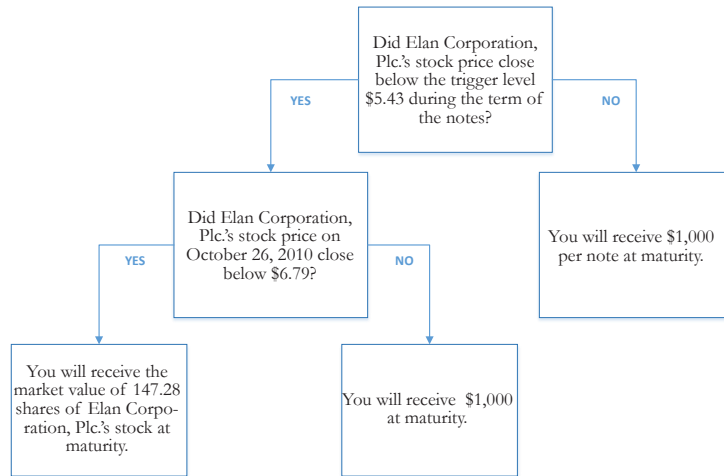 Did Elan Corporation,
Plc.'s stock price close
below the trigger level
$5.43 during the term of
the notes?
YES
NO
Did Elan Corporation,
Plc.'s stock price on
October 26, 2010 close
below $6.79?
You will receive $1,000
per note at maturity.
YES
NO
You will receive the
market value of 147.28
shares of Elan Corpo-
ration, Plc.'s stock at
maturity.
You will receive $1,000
at maturity.